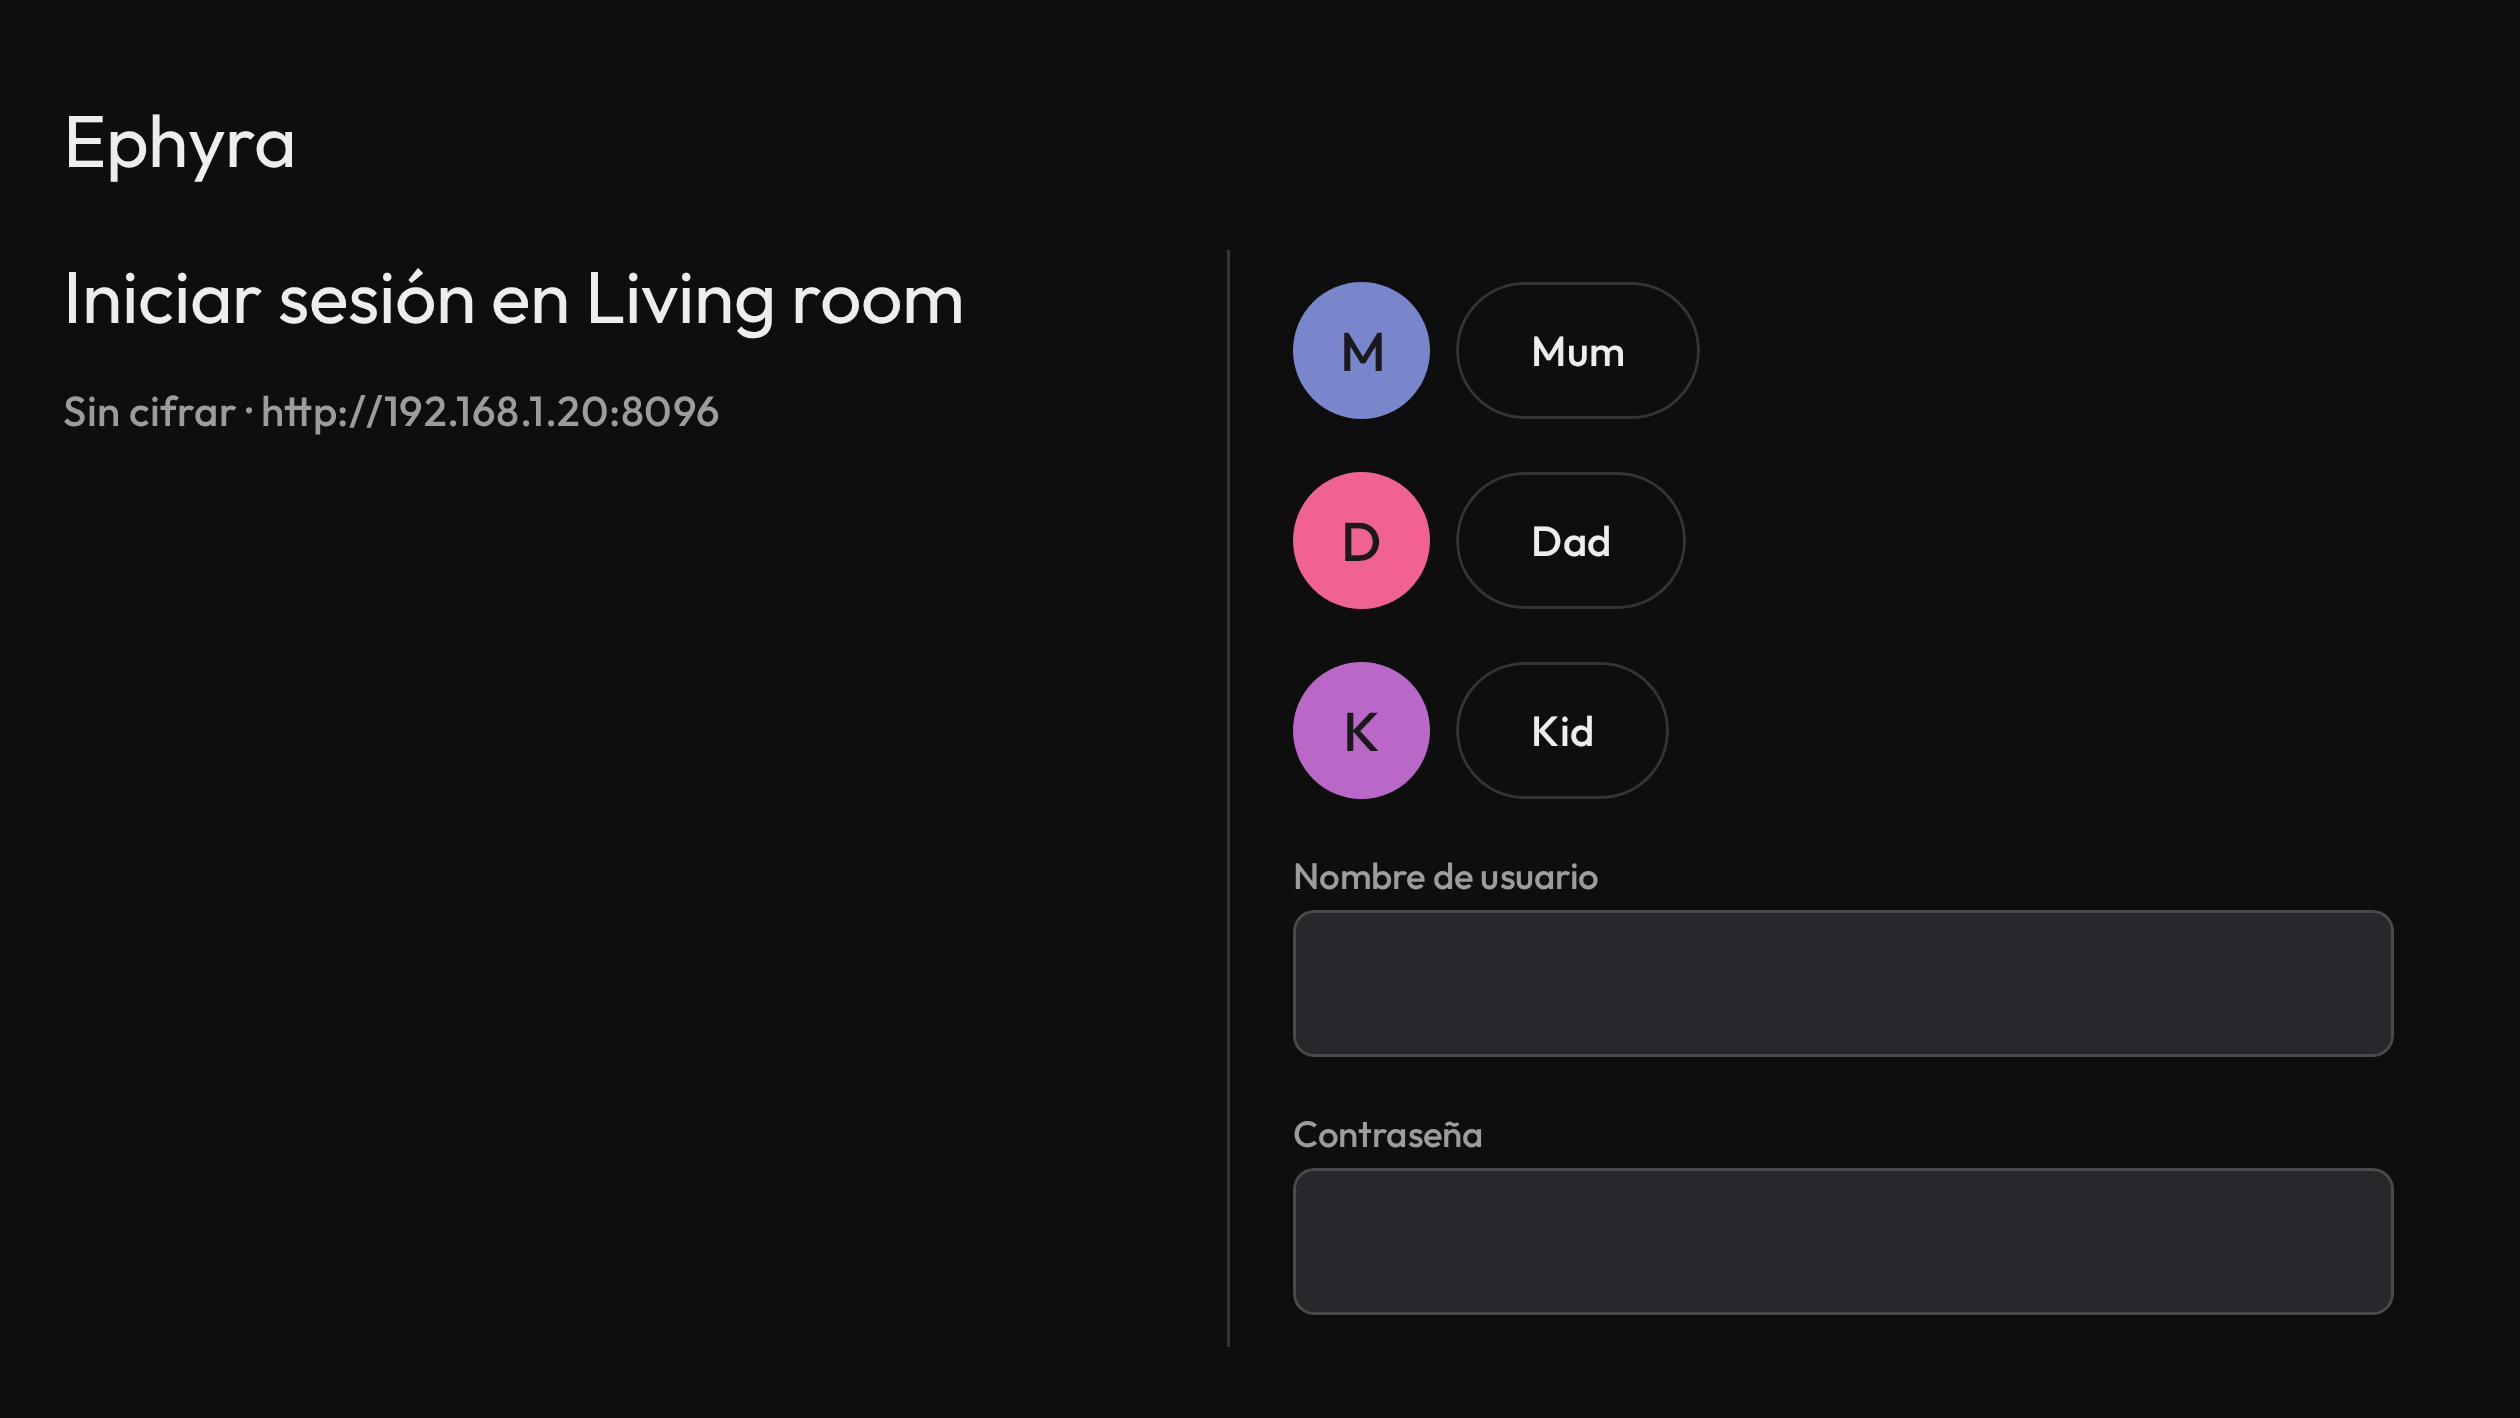 Ephyra
Iniciar sesión en Living room
Sin cifrar · http://192.168.1.20:8096
M
Mum
D
Dad
K
Kid
Nombre de usuario
Contraseña